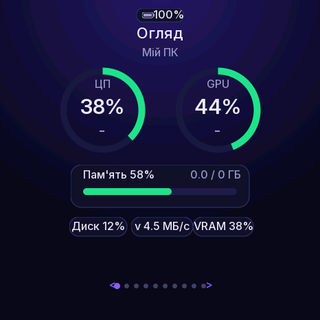 100%
Огляд
Мій ПК
ЦП
38%
-
GPU
44%
-
Пам'ять 58% 0.0 / 0 ГБ
Диск 12% v 4.5 МБ/с VRAM 38%
< >